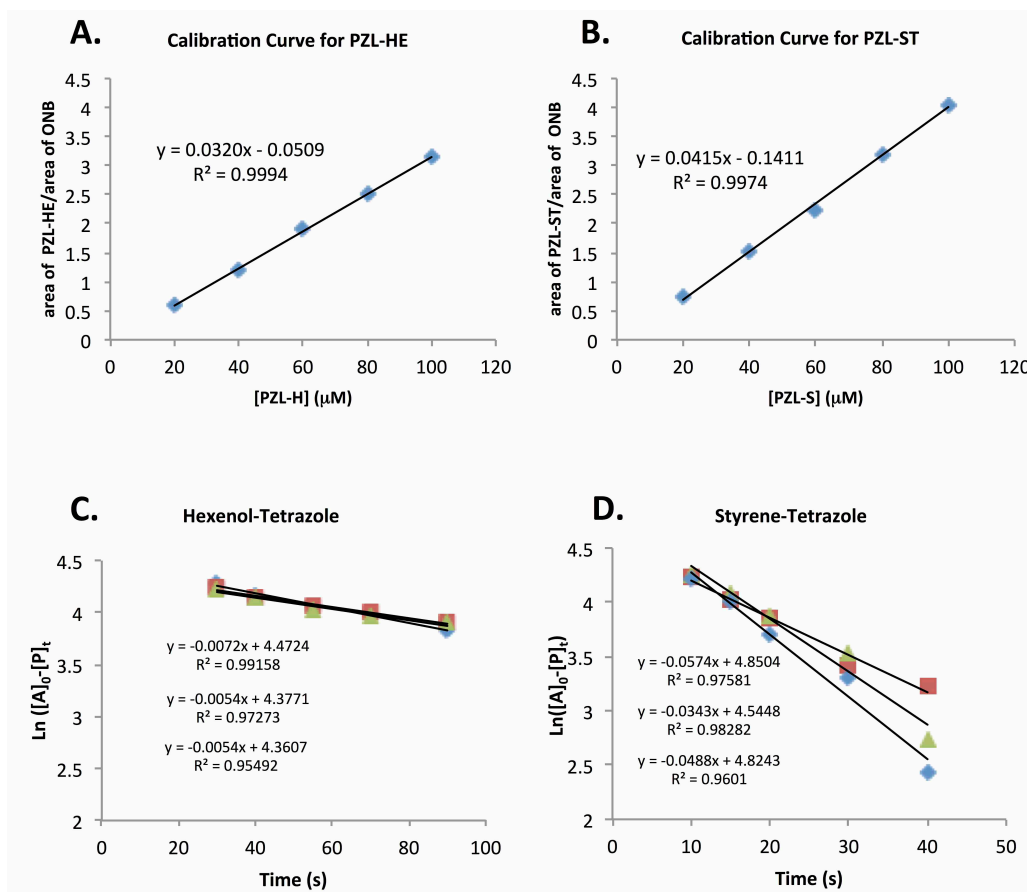 A.
Calibration Curve for PZL-HE
area of PZL-HE/area of ONB
4.5
4
3.5
3
2.5
2
1.5
1
0.5
0
y = 0.0320x - 0.0509
R² = 0.9994
0 20 40 60 80 100 120
[PZL-H] (μM)
B.
Calibration Curve for PZL-ST
area of PZL-ST/area of ONB
4.5
4
3.5
3
2.5
2
1.5
1
0.5
0
y = 0.0415x - 0.1411
R² = 0.9974
0 20 40 60 80 100 120
[PZL-S] (μM)
C.
Hexenol-Tetrazole
Ln ([A]₀-[P]ₜ
4.5
4
3.5
3
2.5
2
y = -0.0072x + 4.4724
R² = 0.99158
y = -0.0054x + 4.3771
R² = 0.97273
y = -0.0054x + 4.3607
R² = 0.95492
0 20 40 60 80 100
Time (s)
D.
Styrene-Tetrazole
Ln([A]₀-[P]ₜ)
4.5
4
3.5
3
2.5
2
y = -0.0574x + 4.8504
R² = 0.97581
y = -0.0343x + 4.5448
R² = 0.98282
y = -0.0488x + 4.8243
R² = 0.9601
0 10 20 30 40 50
Time (s)